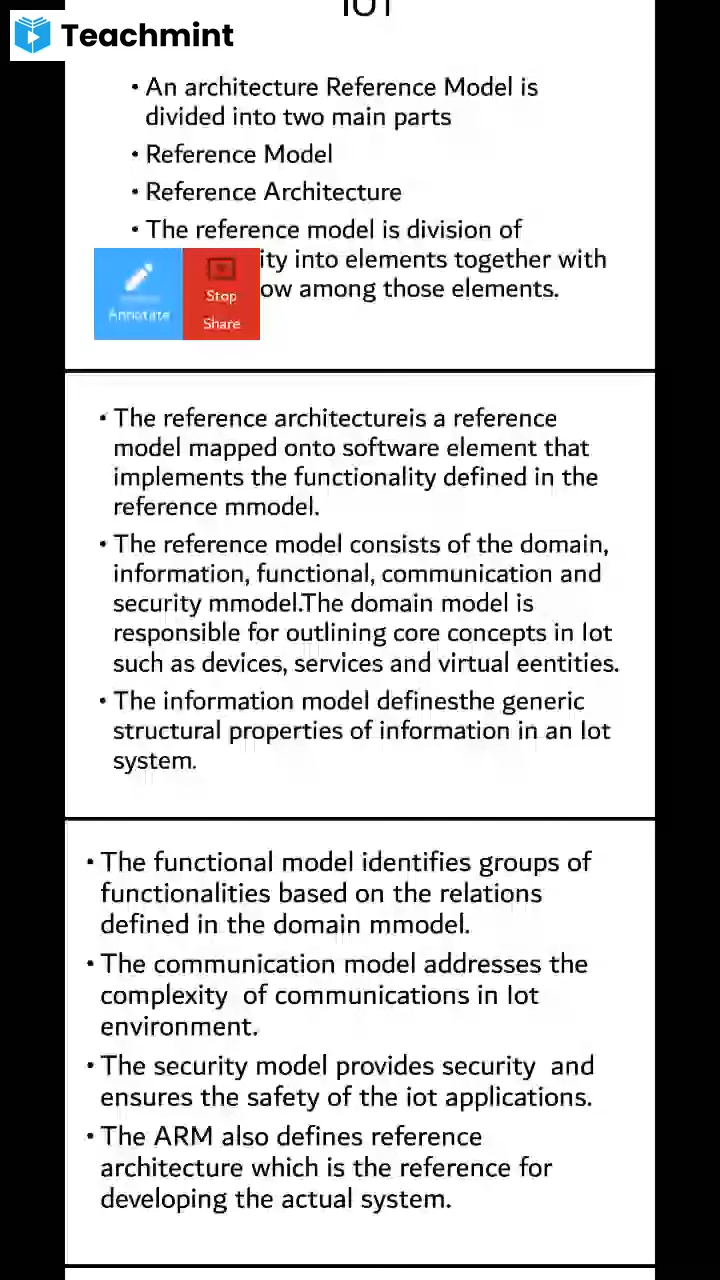 IOT
Teachmint
• An architecture Reference Model is
divided into two main parts
• Reference Model
• Reference Architecture
• The reference model is division of
ity into elements together with
ow among those elements.
Annotate
Stop
Share
• The reference architectureis a reference
model mapped onto software element that
implements the functionality defined in the
reference mmodel.
• The reference model consists of the domain,
information, functional, communication and
security mmodel.The domain model is
responsible for outlining core concepts in Iot
such as devices, services and virtual eentities.
• The information model definesthe generic
structural properties of information in an Iot
system.
• The functional model identifies groups of
functionalities based on the relations
defined in the domain mmodel.
• The communication model addresses the
complexity  of communications in Iot
environment.
• The security model provides security  and
ensures the safety of the iot applications.
• The ARM also defines reference
architecture which is the reference for
developing the actual system.